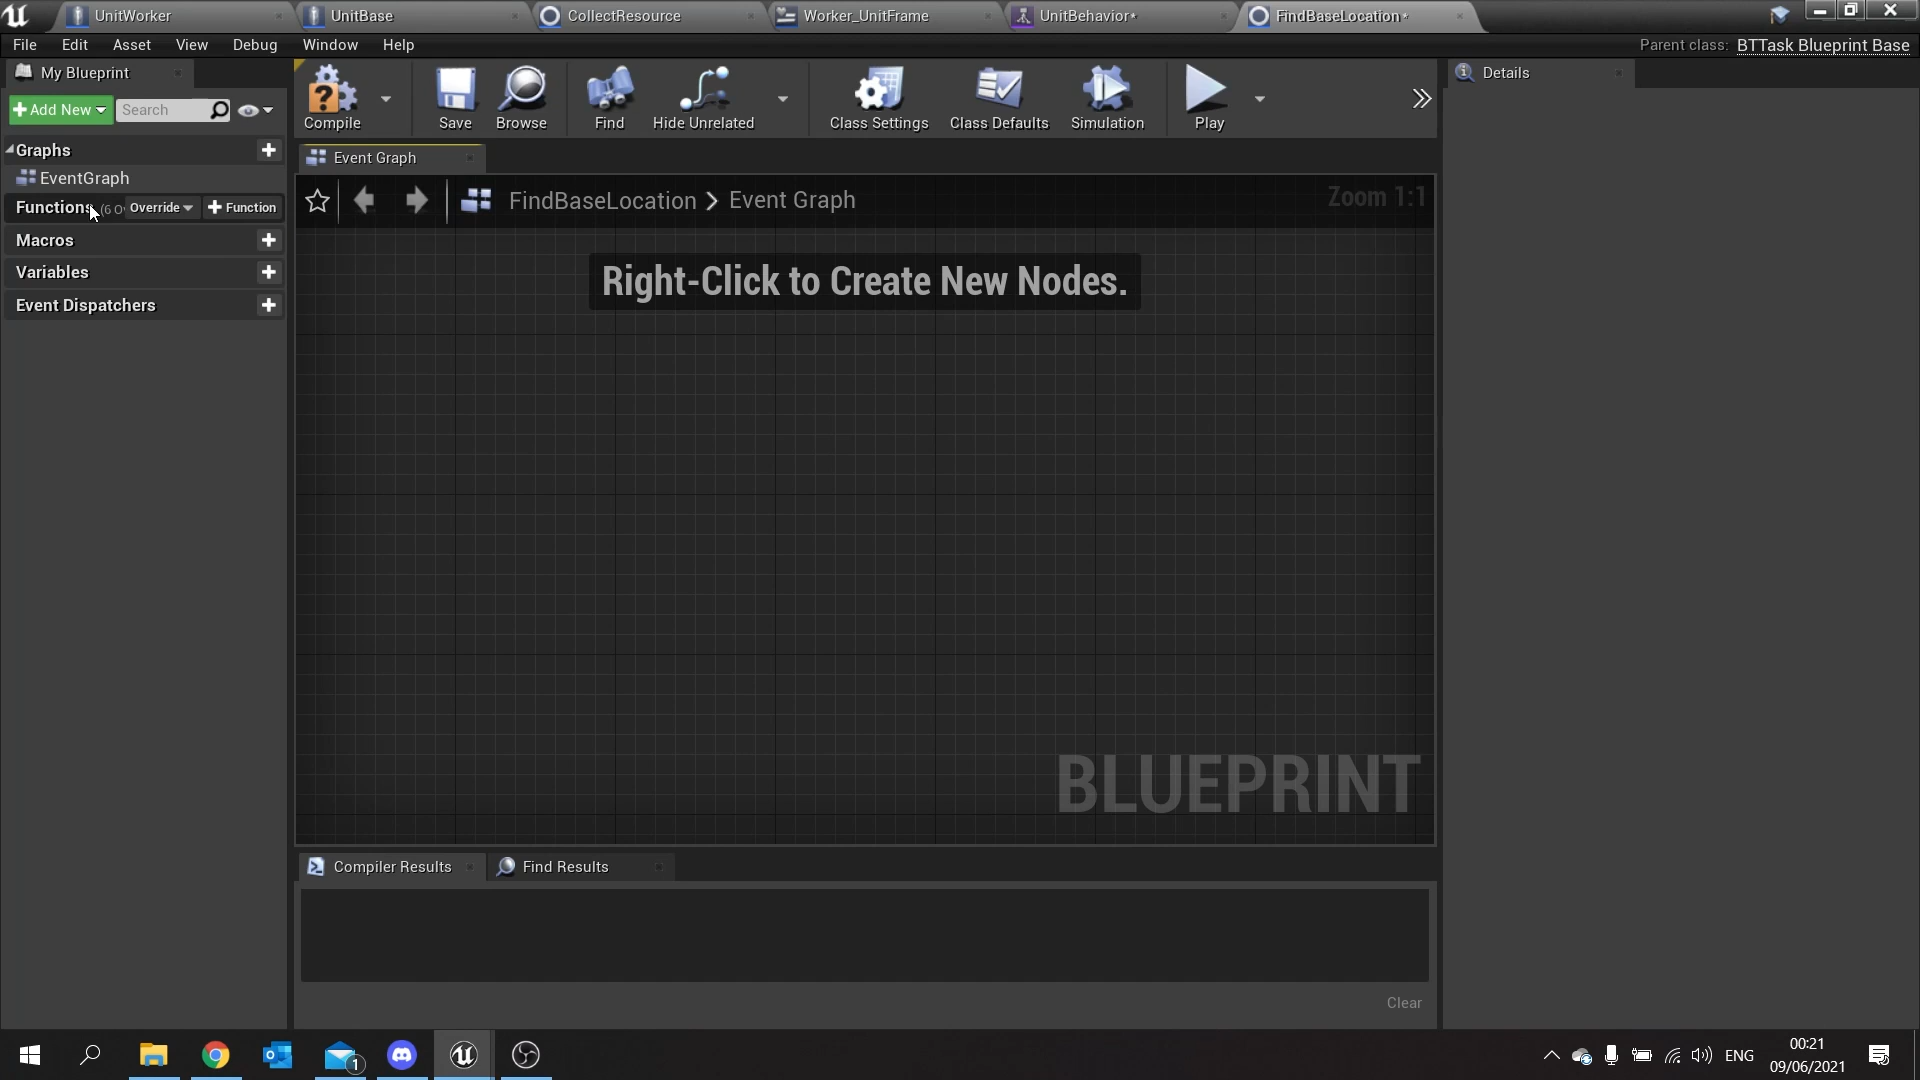 UnitWorker
UnitBase
CollectResource
Worker_UnitFrame
UnitBehavior*
FindBaseLocation*
File
Edit
Asset
View
Debug
Window
Help
Parent class: BTTask Blueprint Base
My Blueprint
Details
Add New
Search
Compile
Save
Browse
Find
Hide Unrelated
Class Settings
Class Defaults
Simulation
Play
Graphs
EventGraph
Functions (6 O
Override
Function
Macros
Variables
Event Dispatchers
Event Graph
FindBaseLocation > Event Graph
Zoom 1:1
Right-Click to Create New Nodes.
BLUEPRINT
Compiler Results
Find Results
Clear
1
ENG
00:21
09/06/2021